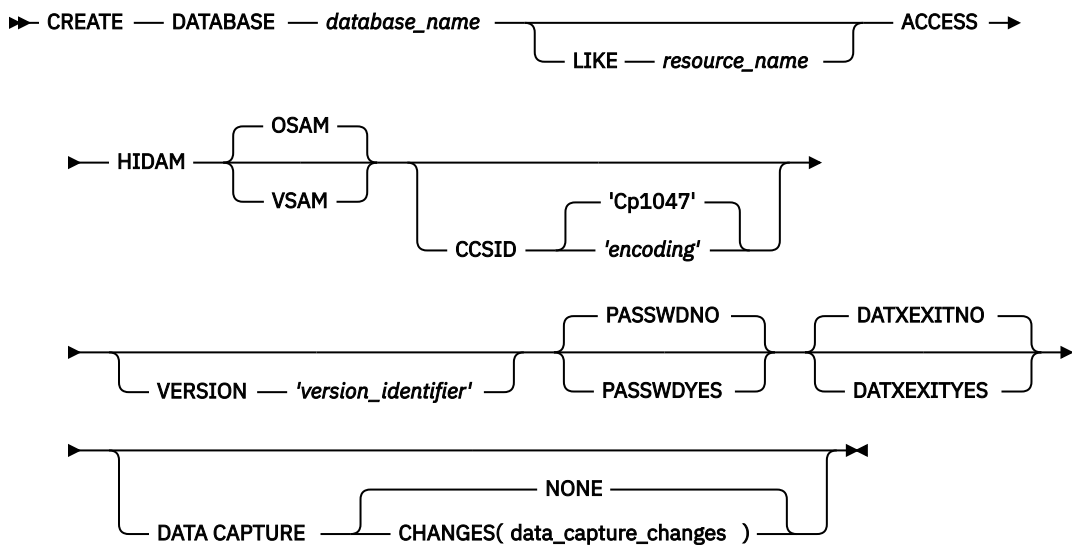 CREATE DATABASE database_name ACCESS
LIKE resource_name
OSAM
HIDAM
VSAM
'Cp1047'
CCSID 'encoding'
PASSWDNO DATXEXITNO
VERSION 'version_identifier' PASSWDYES DATXEXITYES
NONE
DATA CAPTURE CHANGES( data_capture_changes )